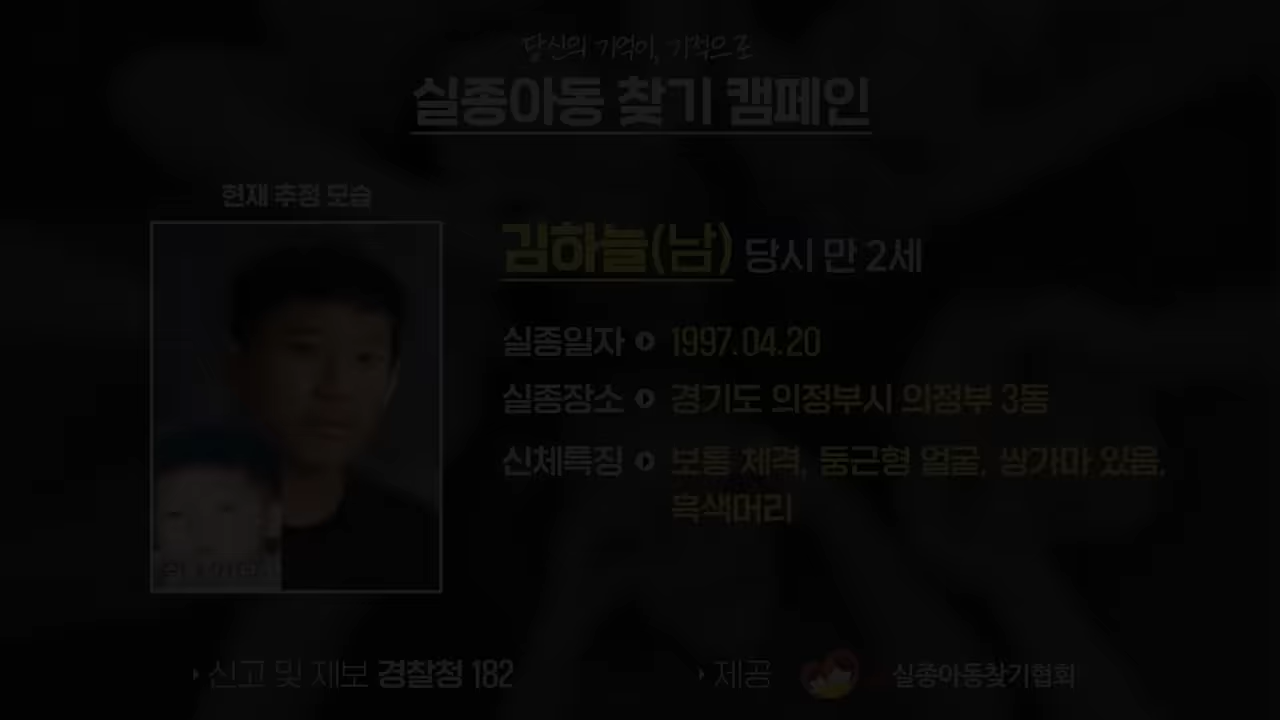 당신의 기억이, 기적으로
실종아동 찾기 캠페인
현재 추정 모습
김하늘(남) 당시 만 2세
실종일자 1997.04.20
실종장소 경기도 의정부시 의정부 3동
신체특징 보통 체격, 둥근형 얼굴, 쌍가마 있음,
흑색머리
신고 및 제보 경찰청 182
제공 실종아동찾기협회